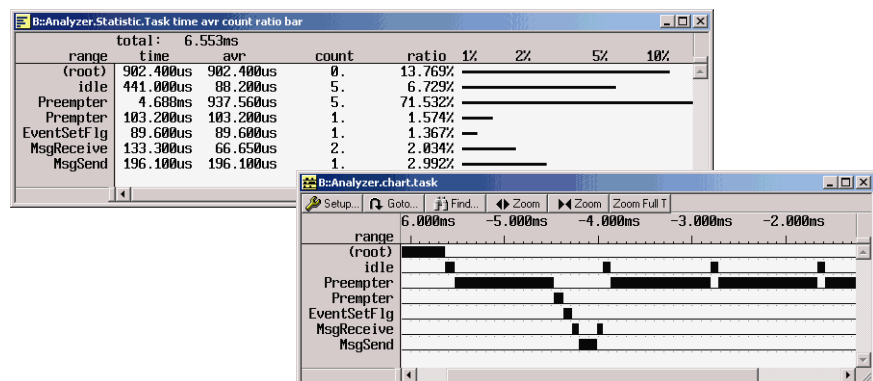 B::Analyzer.Statistic.Task time avr count ratio bar
total: 6.553ms
range time avr count ratio 1% 2% 5% 10%
(root) 902.400us 902.400us 0. 13.769%
idle 441.000us 88.200us 5. 6.729%
Preempter 4.688ms 937.560us 5. 71.532%
Prempter 103.200us 103.200us 1. 1.574%
EventSetFlg 89.600us 89.600us 1. 1.367%
MsgReceive 133.300us 66.650us 2. 2.034%
MsgSend 196.100us 196.100us 1. 2.992%
B::Analyzer.chart.task
Setup... Goto... Find... Zoom Zoom Zoom Full T
6.000ms -5.000ms -4.000ms -3.000ms -2.000ms
range
(root)
idle
Preempter
Prempter
EventSetFlg
MsgReceive
MsgSend